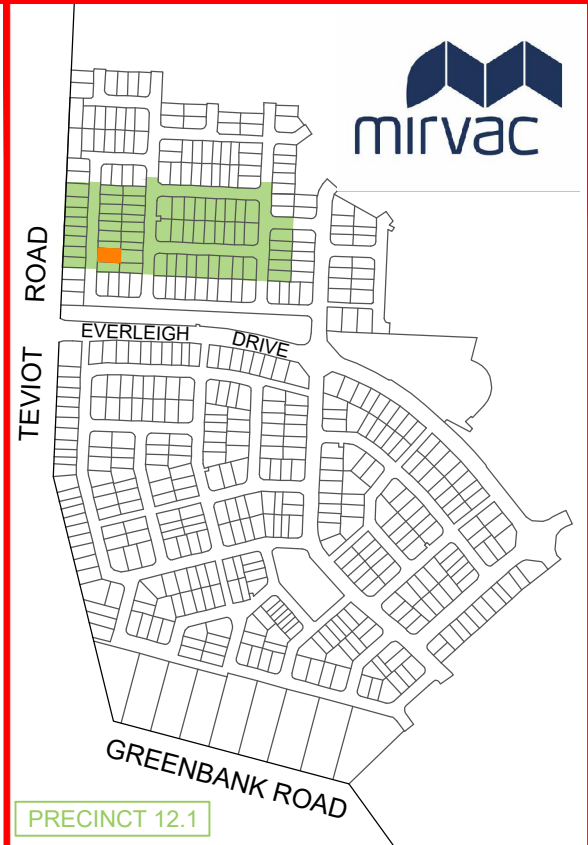 mirvac
TEVIOT ROAD
EVERLEIGH DRIVE
GREENBANK ROAD
PRECINCT 12.1